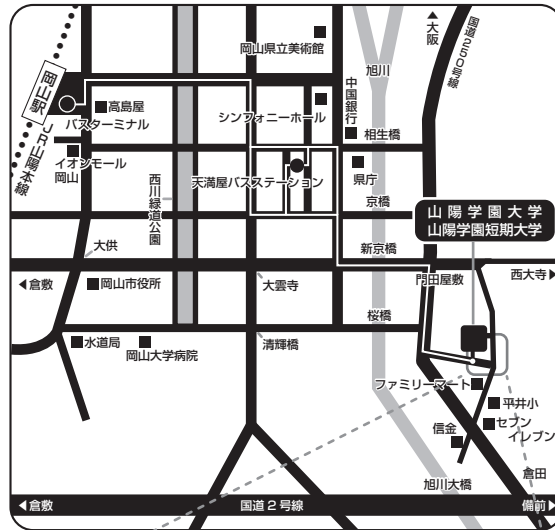 岡山県立美術館
大阪
国道250号線
旭川
岡山駅
高島屋
バスターミナル
シンフォニーホール
中国銀行
相生橋
JR山陽本線
イオンモール
岡山
天満屋バスステーション
県庁
西川緑道公園
京橋
山陽学園大学
山陽学園短期大学
大供
新京橋
倉敷
岡山市役所
大雲寺
門田屋敷
西大寺
桜橋
水道局
岡山大学病院
清輝橋
ファミリーマート
平井小
セブン
イレブン
信金
倉田
旭川大橋
倉敷
国道2号線
備前